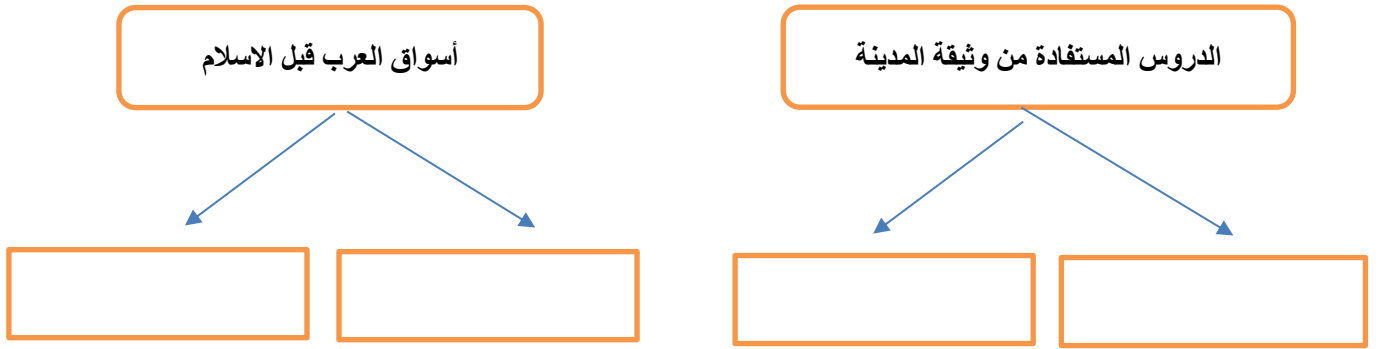 الدروس المستفادة من وثيقة المدينة
أسواق العرب قبل الاسلام